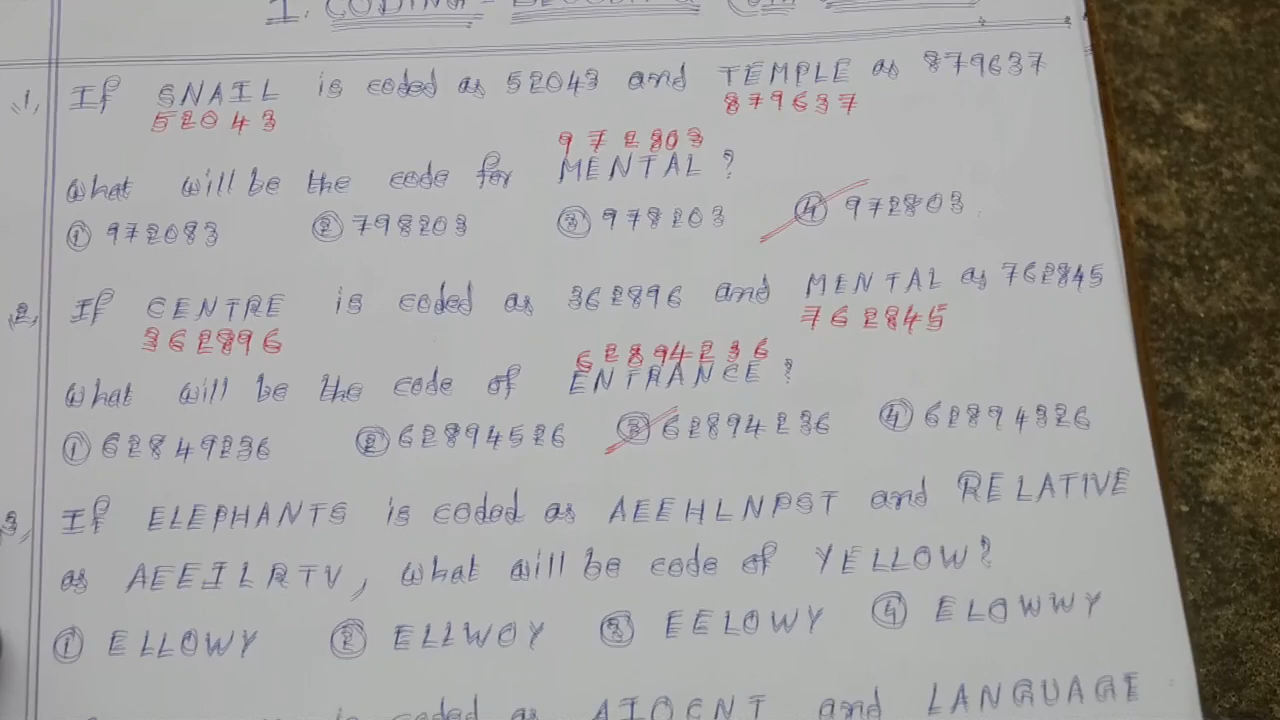 1. CODING -
1. If SNAIL is coded as 52043 and TEMPLE as 879637
52043 879637
972803
What will be the code for MENTAL ?
① 972083 ② 798203 ③ 978203 ④ 972803
2. If CENTRE is coded as 362896 and MENTAL as 762845
362896 762845
62894236
What will be the code of ENTRANCE ?
① 62849236 ② 62894526 ③ 62894236 ④ 62894326
3, If ELEPHANTS is coded as AEEHLNPST and RELATIVE
as AEEILRTV, what will be code of YELLOW?
① ELLOWY ② ELLWOY ③ EELOWY ④ ELOWWY
is coded as AIOCNT and LANGUAGE